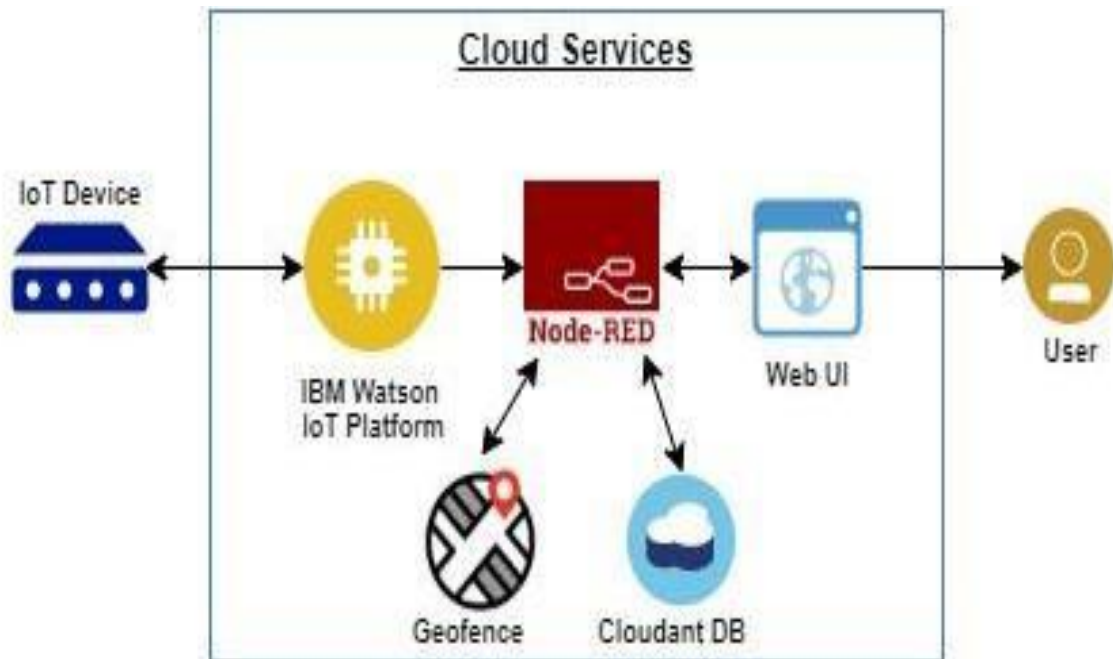 Cloud Services
IoT Device
Node-RED
IBM Watson
IoT Platform
Web UI
User
Geofence
Cloudant DB